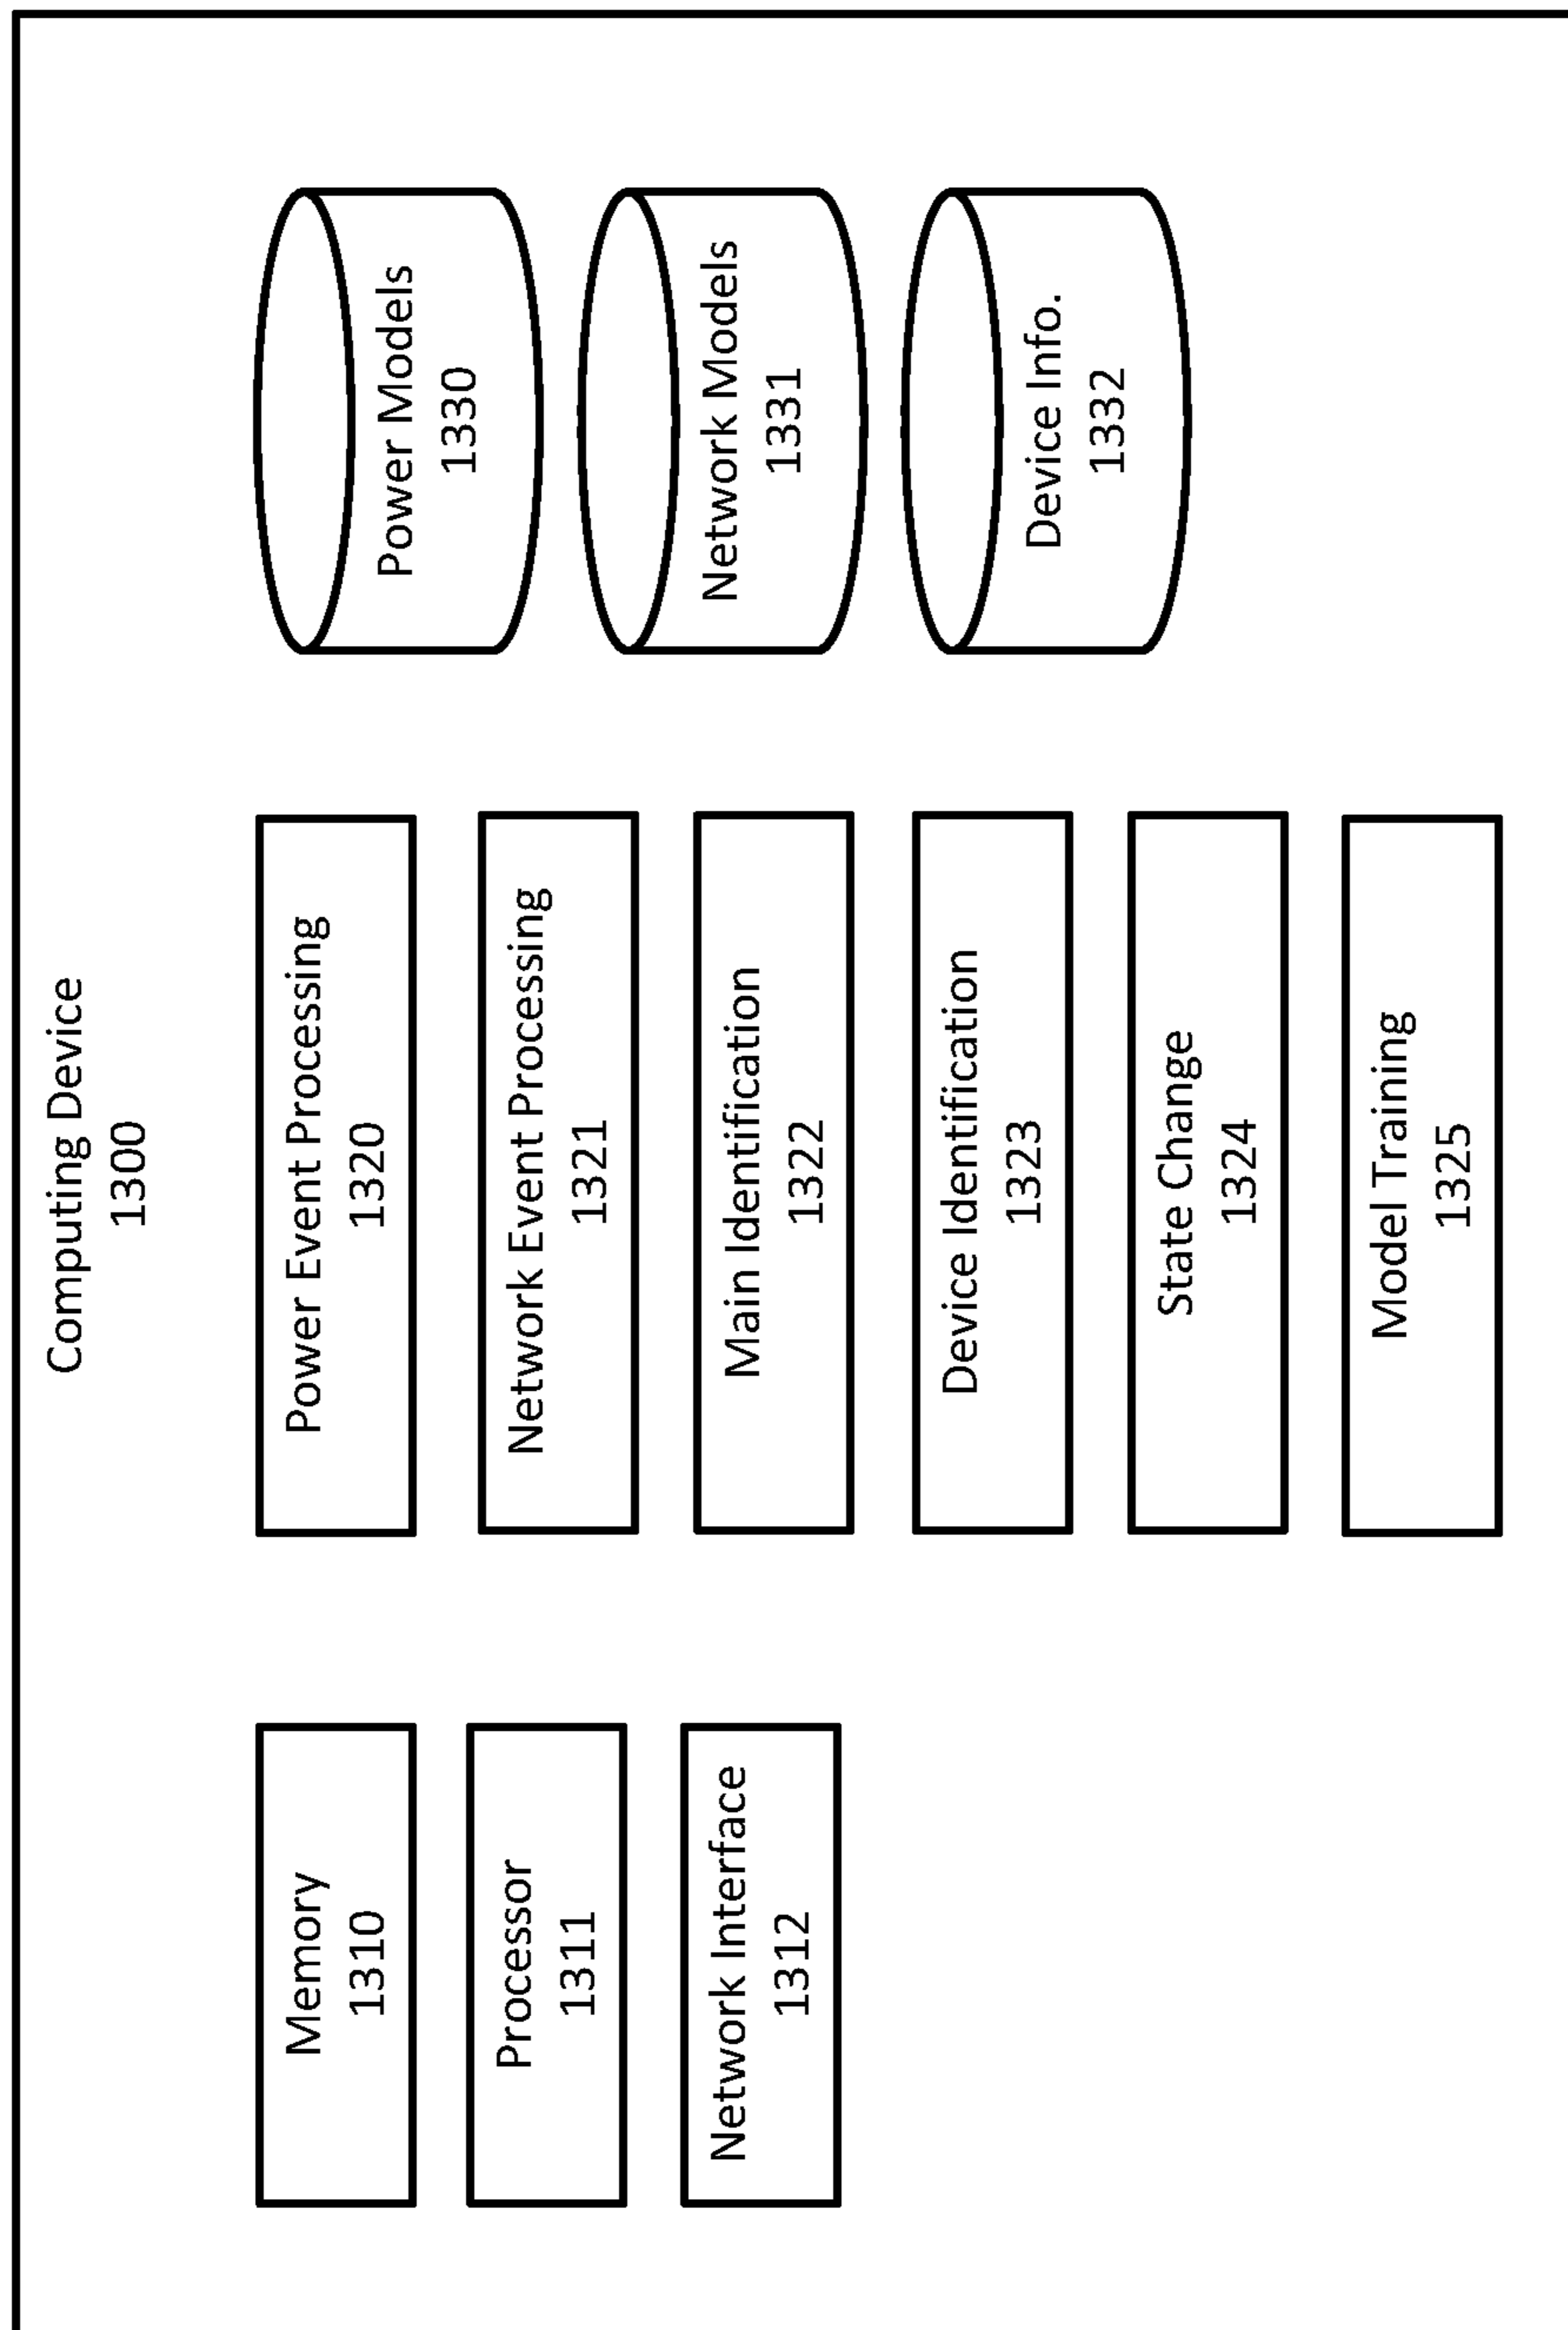 Computing Device
1300
Memory
1310
Processor
1311
Network Interface
1312
Power Event Processing
1320
Network Event Processing
1321
Main Identification
1322
Device Identification
1323
State Change
1324
Model Training
1325
Power Models
1330
Network Models
1331
Device Info.
1332